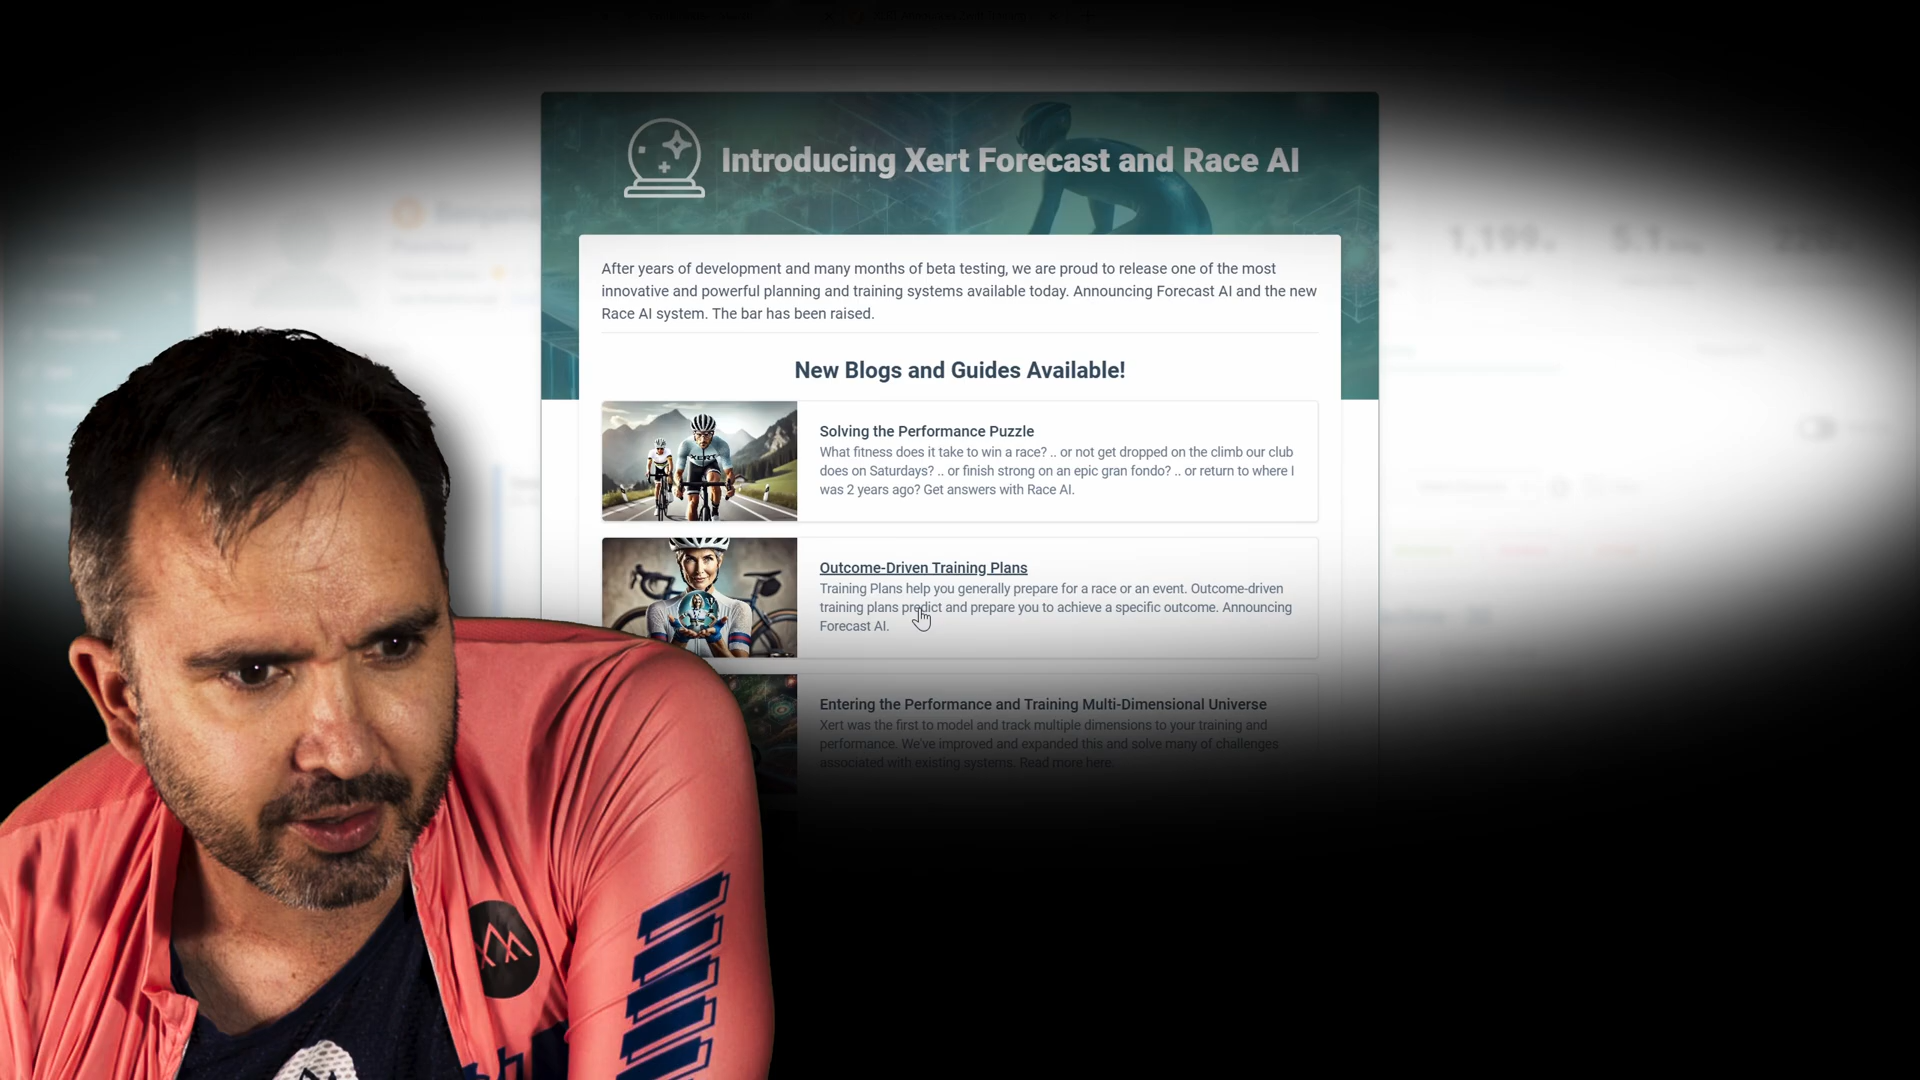 Introducing Xert Forecast and Race AI
1,199
5.1
After years of development and many months of beta testing, we are proud to release one of the most
innovative and powerful planning and training systems available today. Announcing Forecast AI and the new
Race AI system. The bar has been raised.
New Blogs and Guides Available!
Solving the Performance Puzzle
What fitness does it take to win a race? .. or not get dropped on the climb our club
does on Saturdays? .. or finish strong on an epic gran fondo? .. or return to where I
was 2 years ago? Get answers with Race AI.
XERT
Outcome-Driven Training Plans
Training Plans help you generally prepare for a race or an event. Outcome-driven
training plans predict and prepare you to achieve a specific outcome. Announcing
Forecast AI.
Entering the Performance and Training Multi-Dimensional Universe
Xert was the first to model and track multiple dimensions to your training and
performance. We've improved and expanded this and solve many of challenges
associated with existing systems. Read more here.